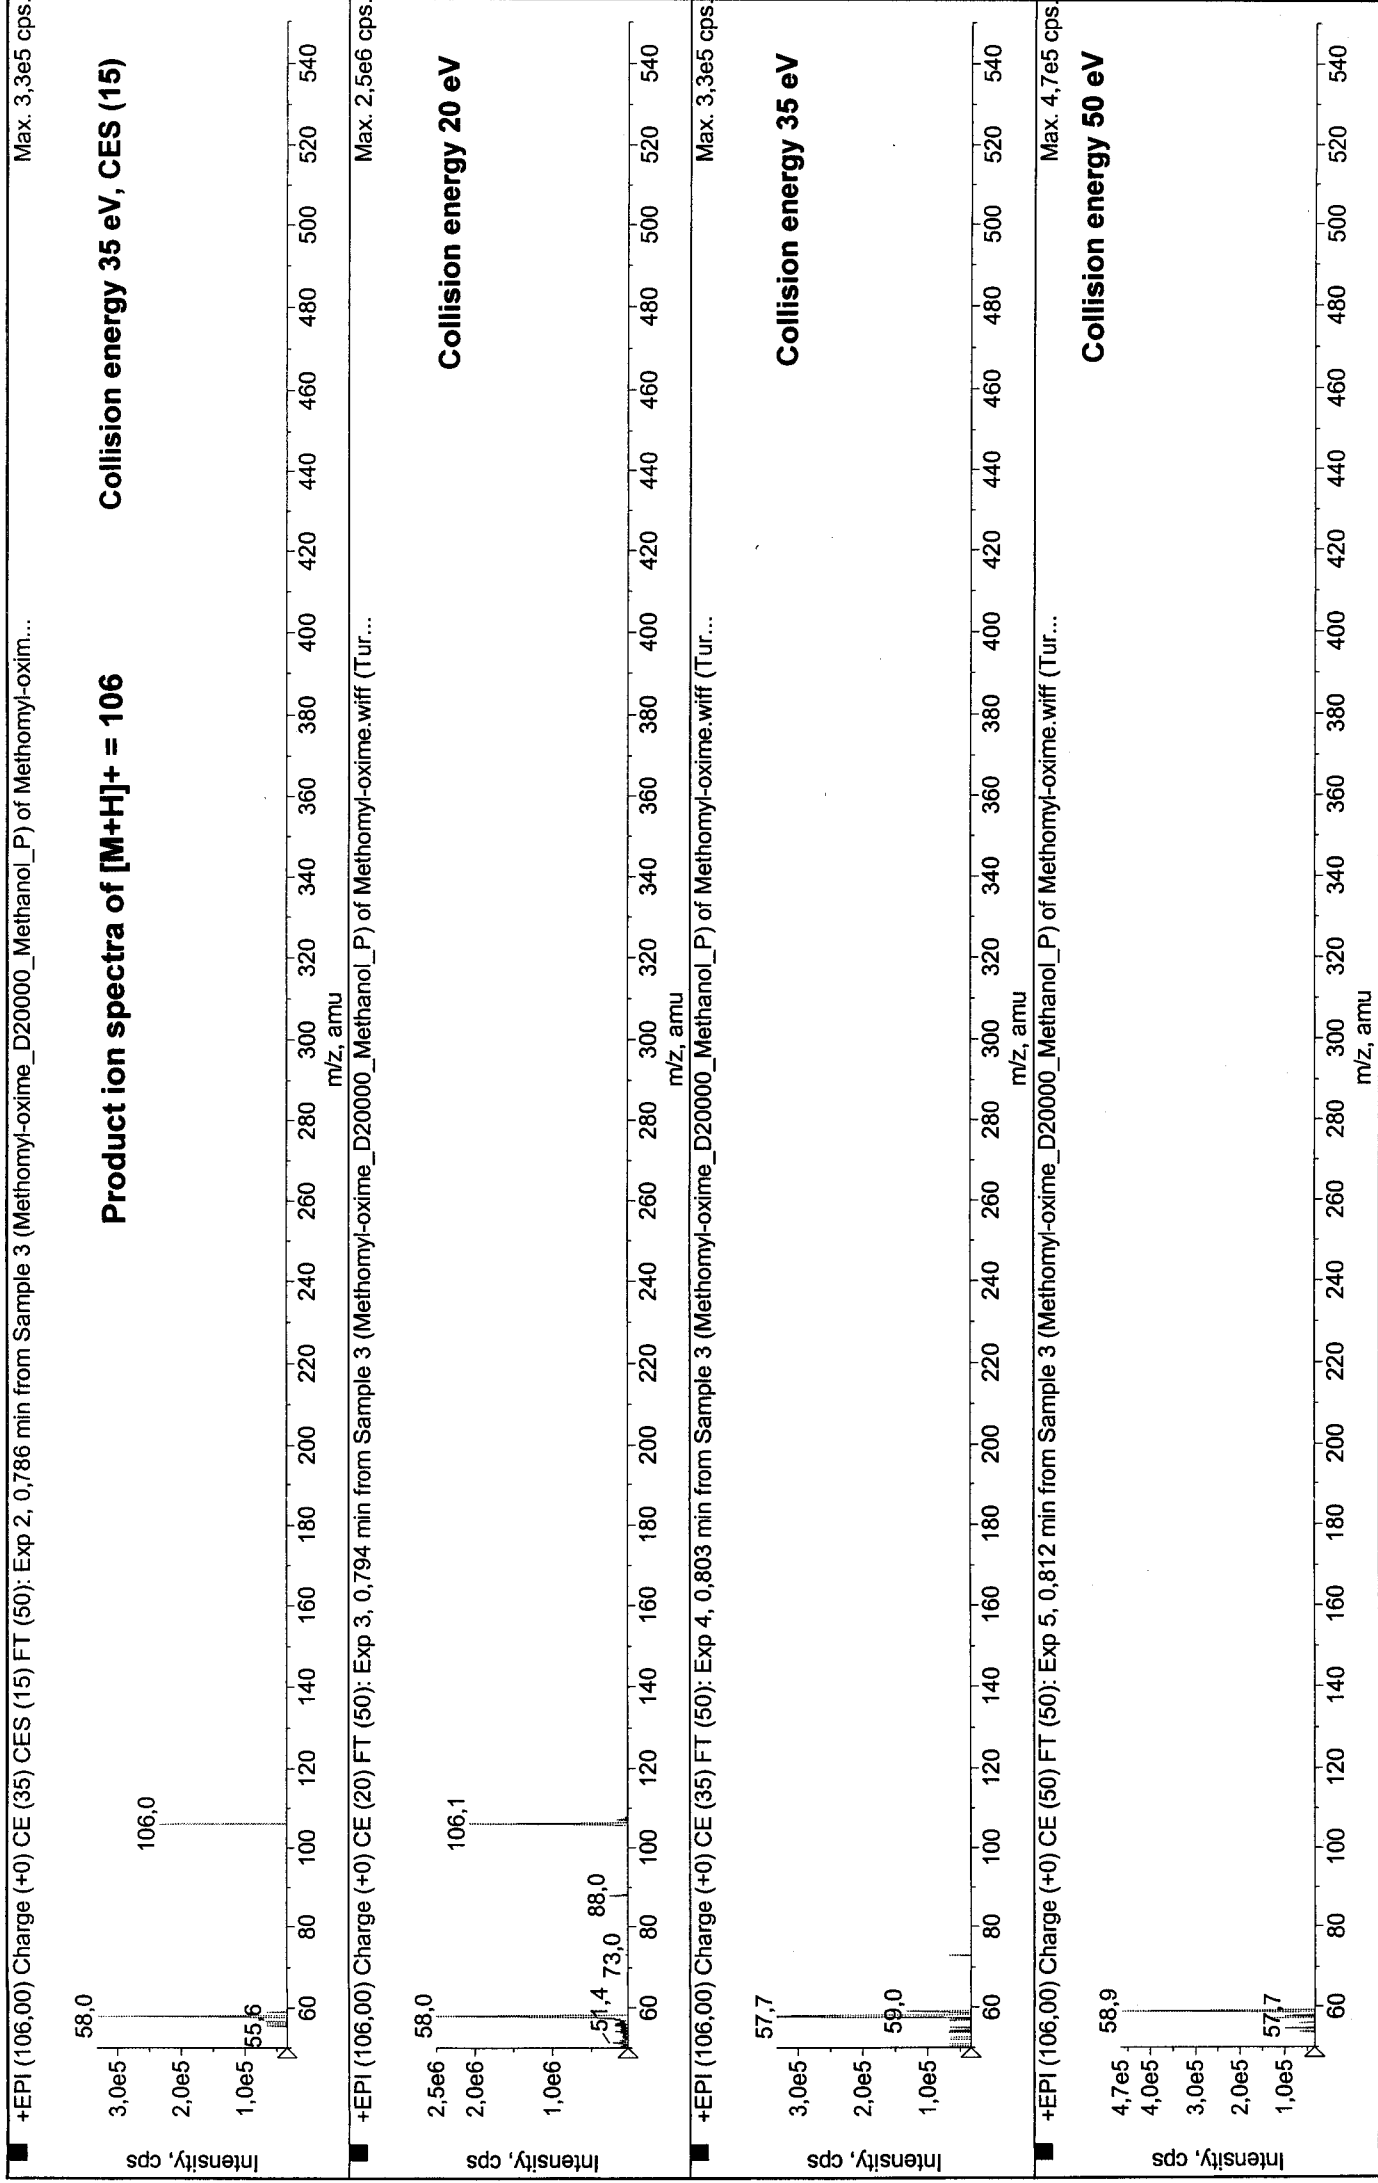 +EPI (106,00) Charge (+0) CE (35) CES (15) FT (50): Exp 2, 0,786 min from Sample 3 (Methomyl-oxime_D20000_Methanol_P) of Methomyl-oxim... Max. 3,3e5 cps.
Product ion spectra of [M+H]+ = 106
Collision energy 35 eV, CES (15)
58,0
106,0
55,6
3,0e5
2,0e5
1,0e5
Intensity, cps
60 80 100 120 140 160 180 200 220 240 260 280 300 320 340 360 380 400 420 440 460 480 500 520 540
m/z, amu
+EPI (106,00) Charge (+0) CE (20) FT (50): Exp 3, 0,794 min from Sample 3 (Methomyl-oxime_D20000_Methanol_P) of Methomyl-oxime.wiff (Tur... Max. 2,5e6 cps.
Collision energy 20 eV
58,0
106,1
51,4
73,0
88,0
2,5e6
2,0e6
1,0e6
Intensity, cps
60 80 100 120 140 160 180 200 220 240 260 280 300 320 340 360 380 400 420 440 460 480 500 520 540
m/z, amu
+EPI (106,00) Charge (+0) CE (35) FT (50): Exp 4, 0,803 min from Sample 3 (Methomyl-oxime_D20000_Methanol_P) of Methomyl-oxime.wiff (Tur... Max. 3,3e5 cps.
Collision energy 35 eV
57,7
59,0
3,0e5
2,0e5
1,0e5
Intensity, cps
60 80 100 120 140 160 180 200 220 240 260 280 300 320 340 360 380 400 420 440 460 480 500 520 540
m/z, amu
+EPI (106,00) Charge (+0) CE (50) FT (50): Exp 5, 0,812 min from Sample 3 (Methomyl-oxime_D20000_Methanol_P) of Methomyl-oxime.wiff (Tur... Max. 4,7e5 cps.
Collision energy 50 eV
58,9
57,7
4,7e5
4,0e5
3,0e5
2,0e5
1,0e5
Intensity, cps
60 80 100 120 140 160 180 200 220 240 260 280 300 320 340 360 380 400 420 440 460 480 500 520 540
m/z, amu